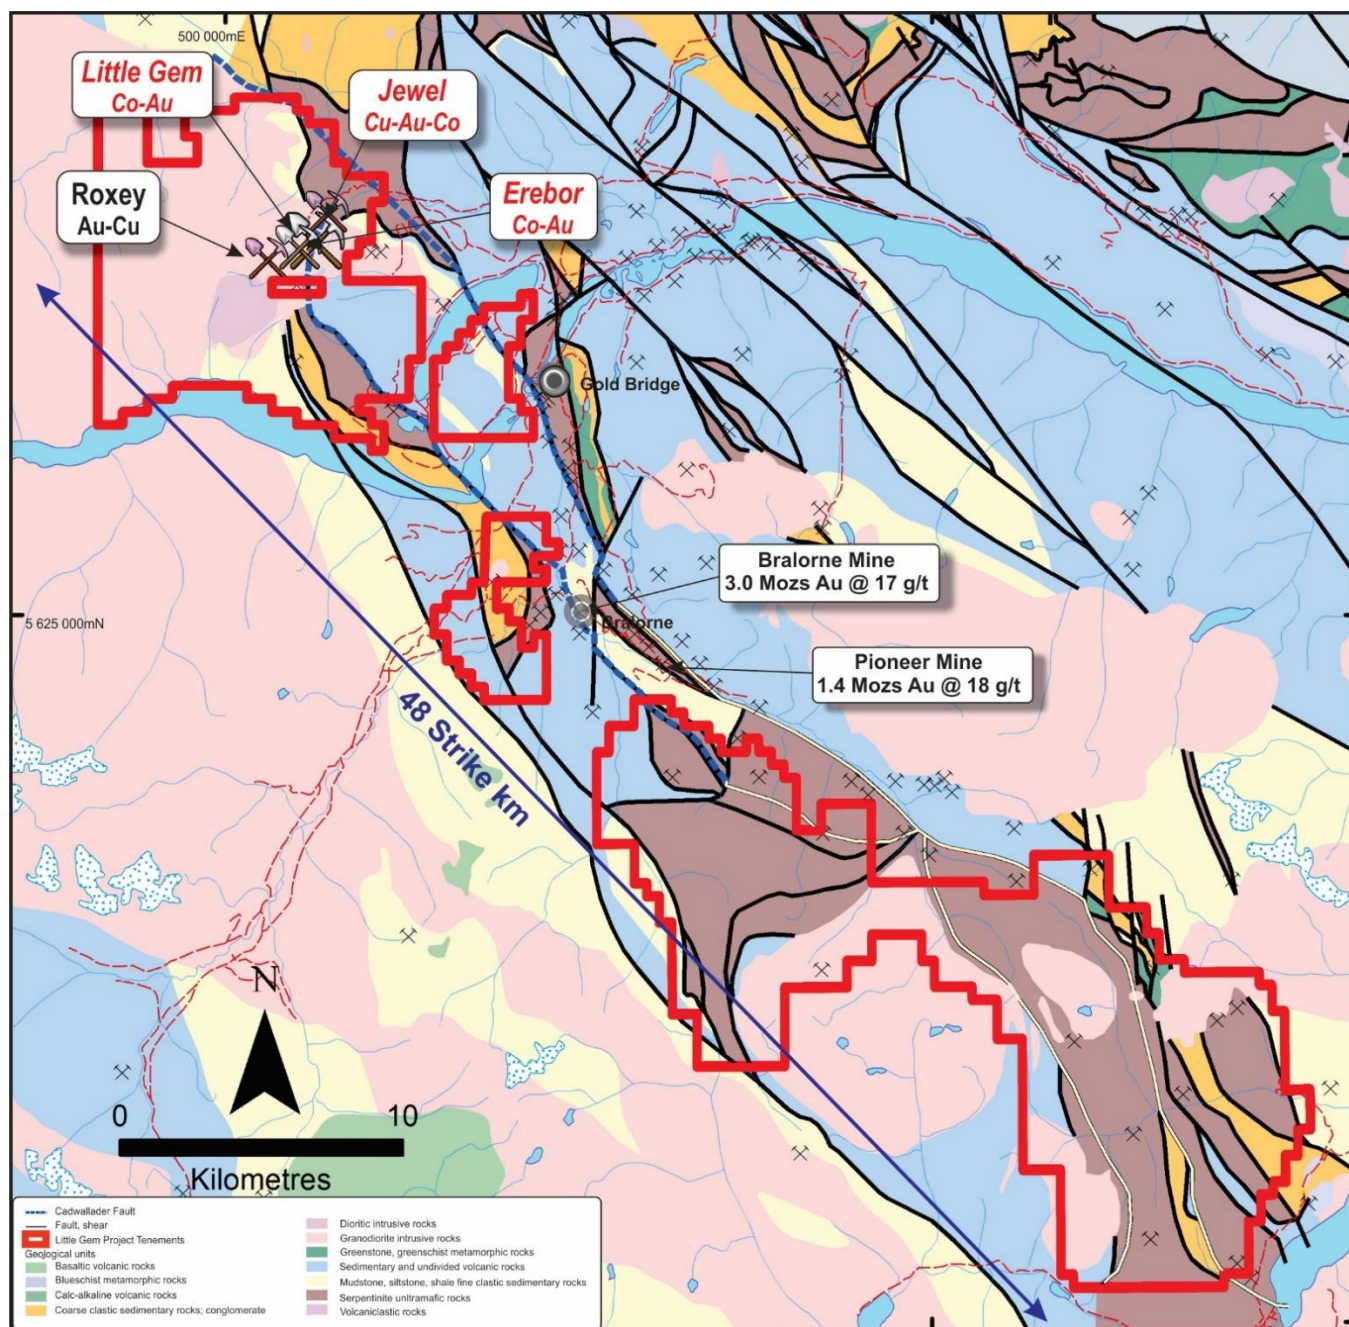 500 000mE
Little Gem
Co-Au
Jewel
Cu-Au-Co
Roxey
Au-Cu
Erebor
Co-Au
Gold Bridge
Bralorne Mine
3.0 Mozs Au @ 17 g/t
5 625 000mN
Bralorne
Pioneer Mine
1.4 Mozs Au @ 18 g/t
48 Strike km
N
0 10
Kilometres
Cadwallader Fault
Fault, shear
Little Gem Project Tenements
Geological units
Basaltic volcanic rocks
Blueschist metamorphic rocks
Calc-alkaline volcanic rocks
Coarse clastic sedimentary rocks; conglomerate
Dioritic intrusive rocks
Granodiorite intrusive rocks
Greenstone, greenschist metamorphic rocks
Sedimentary and undivided volcanic rocks
Mudstone, siltstone, shale fine clastic sedimentary rocks
Serpentinite unltramafic rocks
Volcaniclastic rocks